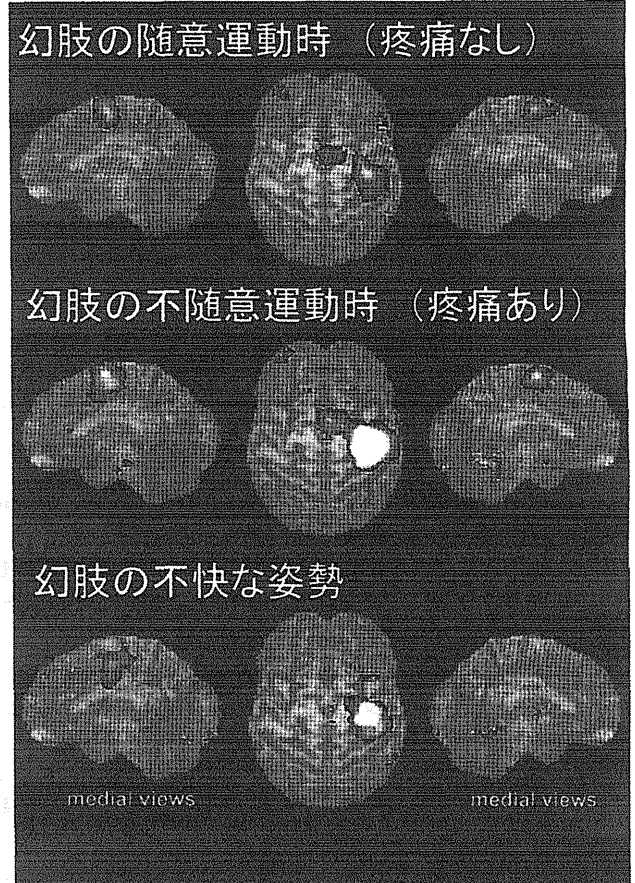 幻肢の随意運動時 （疼痛なし）
幻肢の不随意運動時 （疼痛あり）
幻肢の不快な姿勢
medial views
medial views